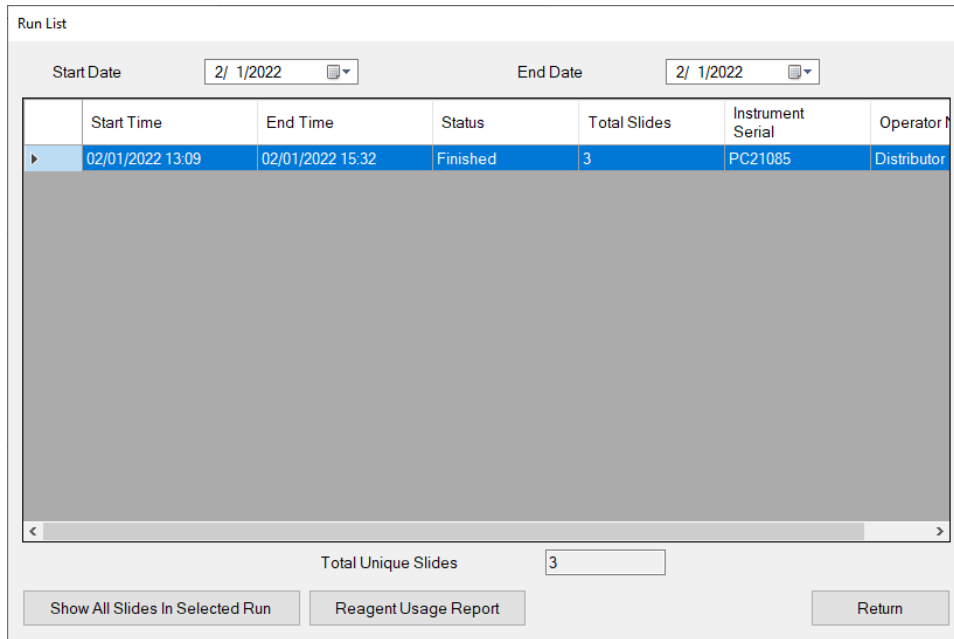 Run List
Start Date 2/ 1/2022 End Date 2/ 1/2022
Start Time End Time Status Total Slides Instrument Serial Operator N
02/01/2022 13:09 02/01/2022 15:32 Finished 3 PC21085 Distributor
Total Unique Slides 3
Show All Slides In Selected Run Reagent Usage Report Return